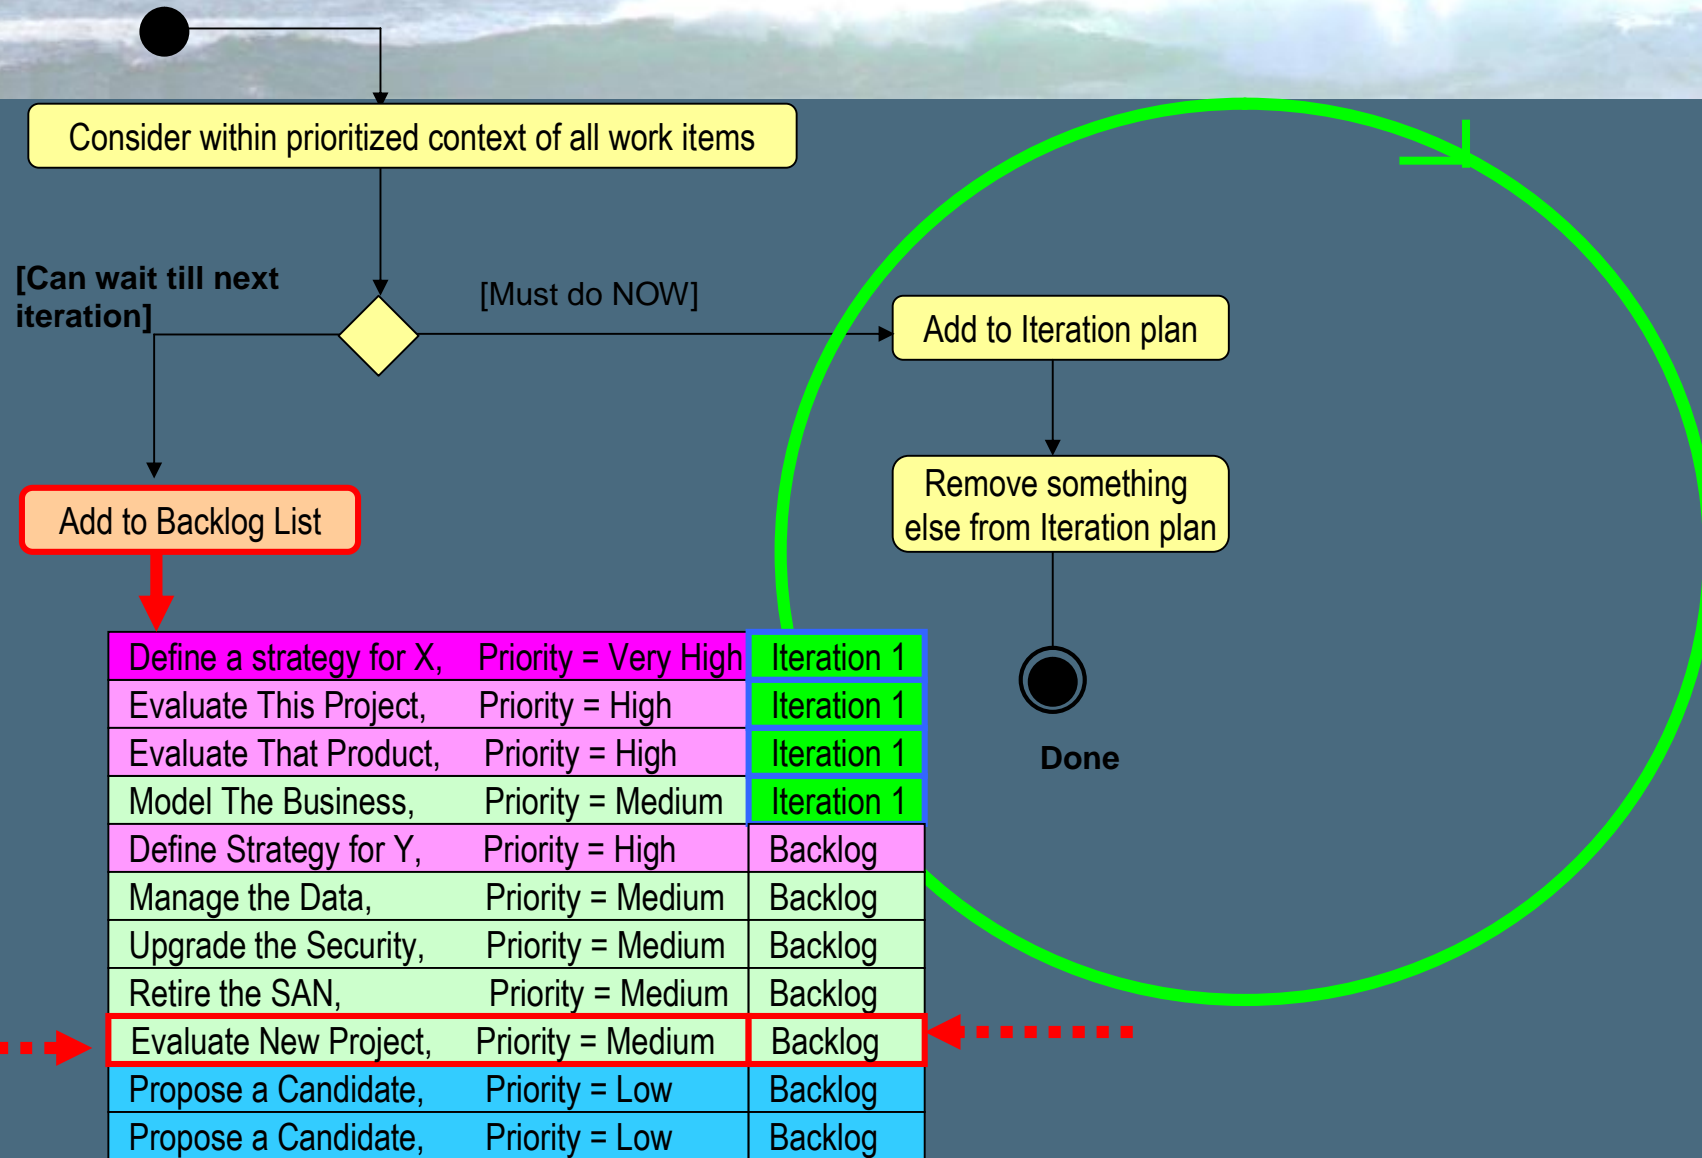 Consider within prioritized context of all work items
[Can wait till next
iteration]
[Must do NOW]
Add to Iteration plan
Remove something
else from Iteration plan
Add to Backlog List
Define a strategy for X, Priority = Very High Iteration 1
Evaluate This Project, Priority = High Iteration 1
Evaluate That Product, Priority = High Iteration 1
Model The Business, Priority = Medium Iteration 1
Define Strategy for Y, Priority = High Backlog
Manage the Data, Priority = Medium Backlog
Upgrade the Security, Priority = Medium Backlog
Retire the SAN, Priority = Medium Backlog
Evaluate New Project, Priority = Medium Backlog
Propose a Candidate, Priority = Low Backlog
Propose a Candidate, Priority = Low Backlog
Done